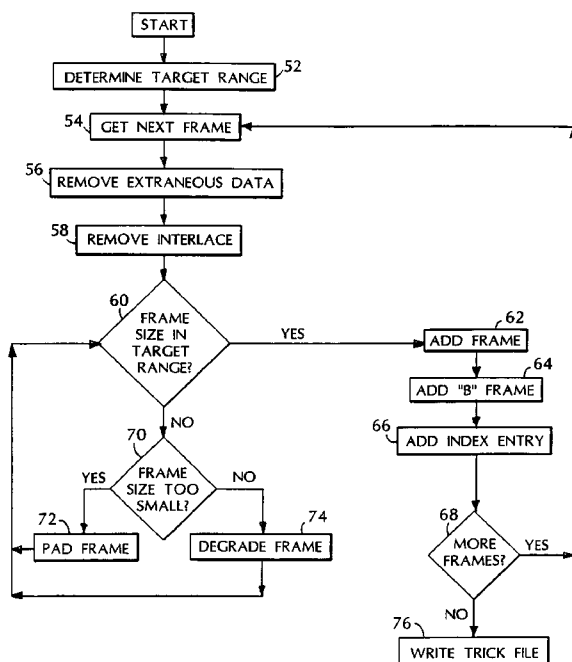 START
DETERMINE TARGET RANGE
52
54
GET NEXT FRAME
56
REMOVE EXTRANEOUS DATA
58
REMOVE INTERLACE
60
FRAME
SIZE IN
TARGET
RANGE?
YES
62
ADD FRAME
64
ADD "B" FRAME
66
ADD INDEX ENTRY
NO
70
FRAME
SIZE TOO
SMALL?
YES
NO
72
PAD FRAME
74
DEGRADE FRAME
68
MORE
FRAMES?
YES
NO
76
WRITE TRICK FILE